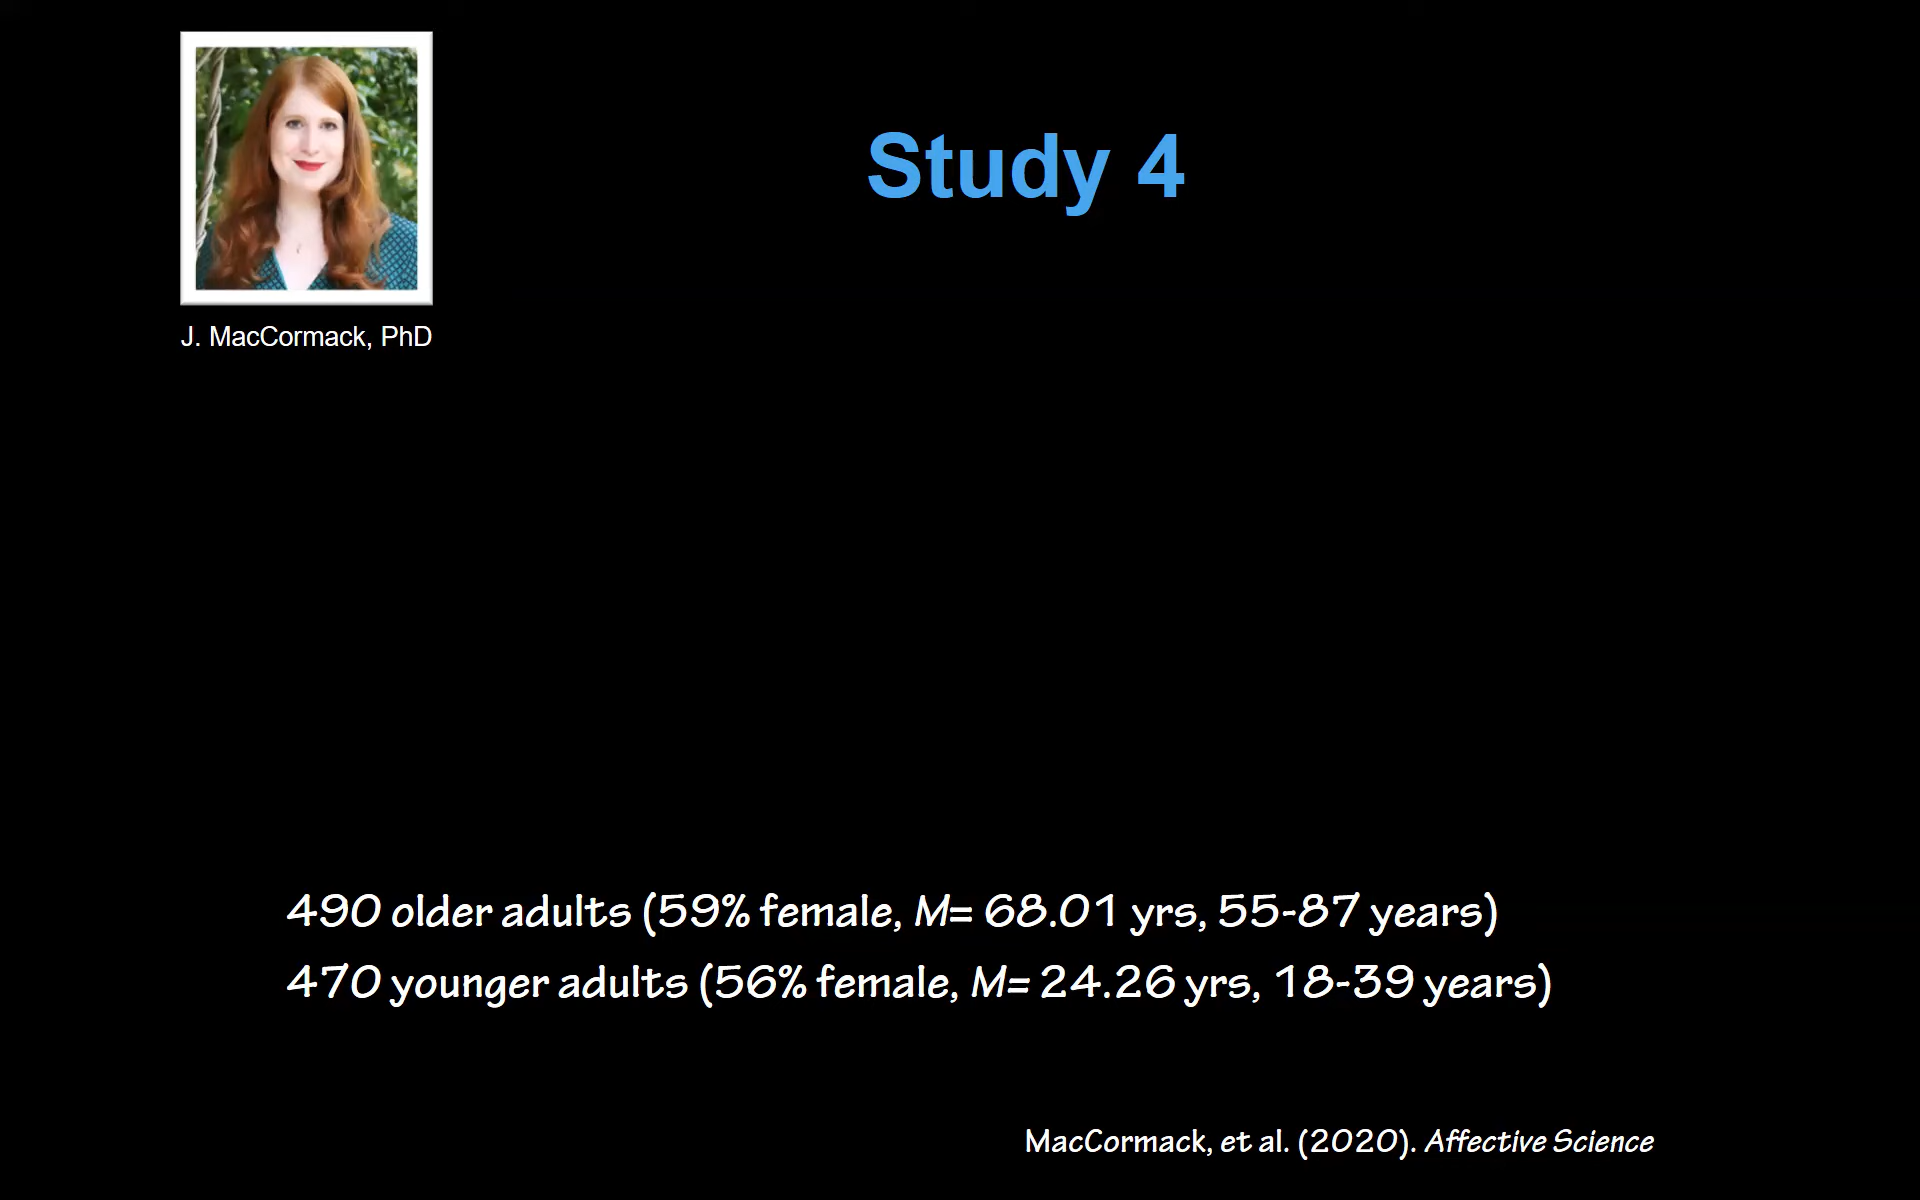 Study 4
J. MacCormack, PhD
490 older adults (59% female, M= 68.01 yrs, 55-87 years)
470 younger adults (56% female, M= 24.26 yrs, 18-39 years)
MacCormack, et al. (2020). Affective Science